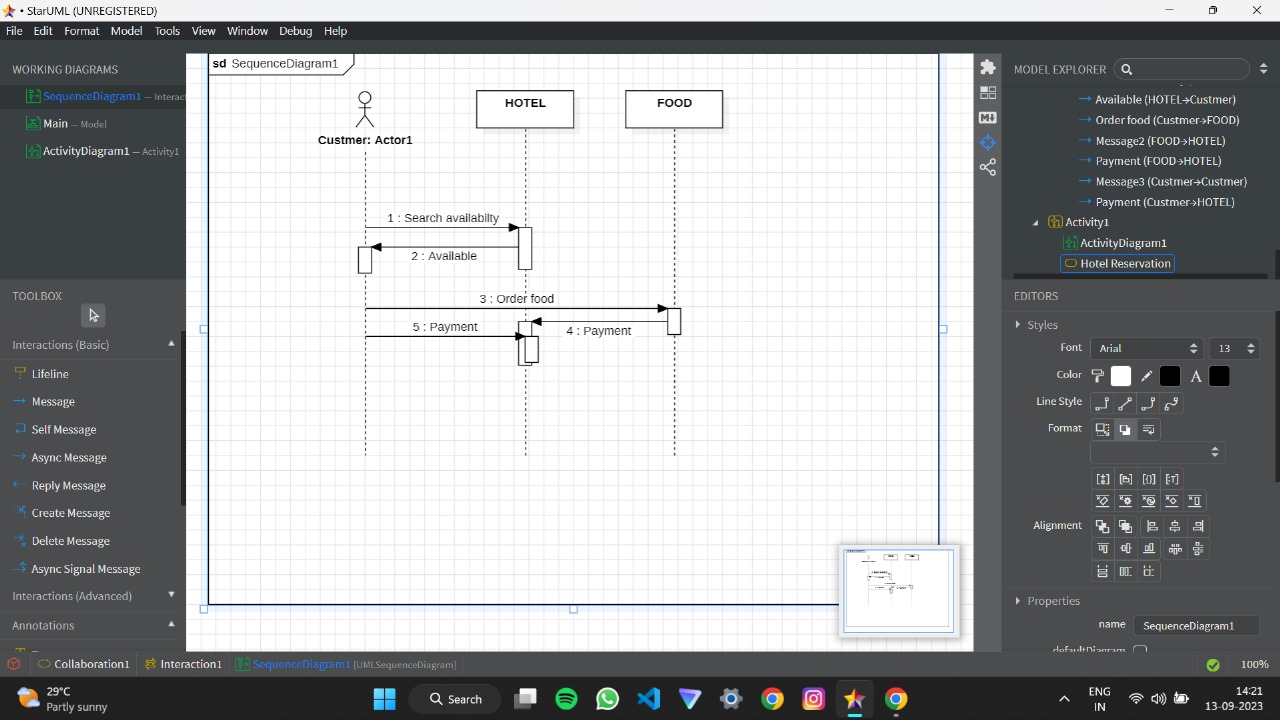 • StarUML (UNREGISTERED)
File Edit Format Model Tools View Window Debug Help
WORKING DIAGRAMS
SequenceDiagram1 — Interac
Main — Model
ActivityDiagram1 — Activity1
TOOLBOX
Interactions (Basic)
Lifeline
Message
Self Message
Async Message
Reply Message
Create Message
Delete Message
Async Signal Message
Interactions (Advanced)
Annotations
sd SequenceDiagram1
HOTEL
FOOD
Custmer: Actor1
1 : Search availabilty
2 : Available
3 : Order food
5 : Payment
4 : Payment
MODEL EXPLORER
Available (HOTEL→Custmer)
Order food (Custmer→FOOD)
Message2 (FOOD→HOTEL)
Payment (FOOD→HOTEL)
Message3 (Custmer→Custmer)
Payment (Custmer→HOTEL)
Activity1
ActivityDiagram1
Hotel Reservation
EDITORS
Styles
Font Arial 13
Color A
Line Style
Format
Alignment
Properties
name SequenceDiagram1
defaultDiagram
Collaboration1 Interaction1 SequenceDiagram1 [UMLSequenceDiagram] 100%
29°C
Partly sunny
Search
ENG
IN
14:21
13-09-2023